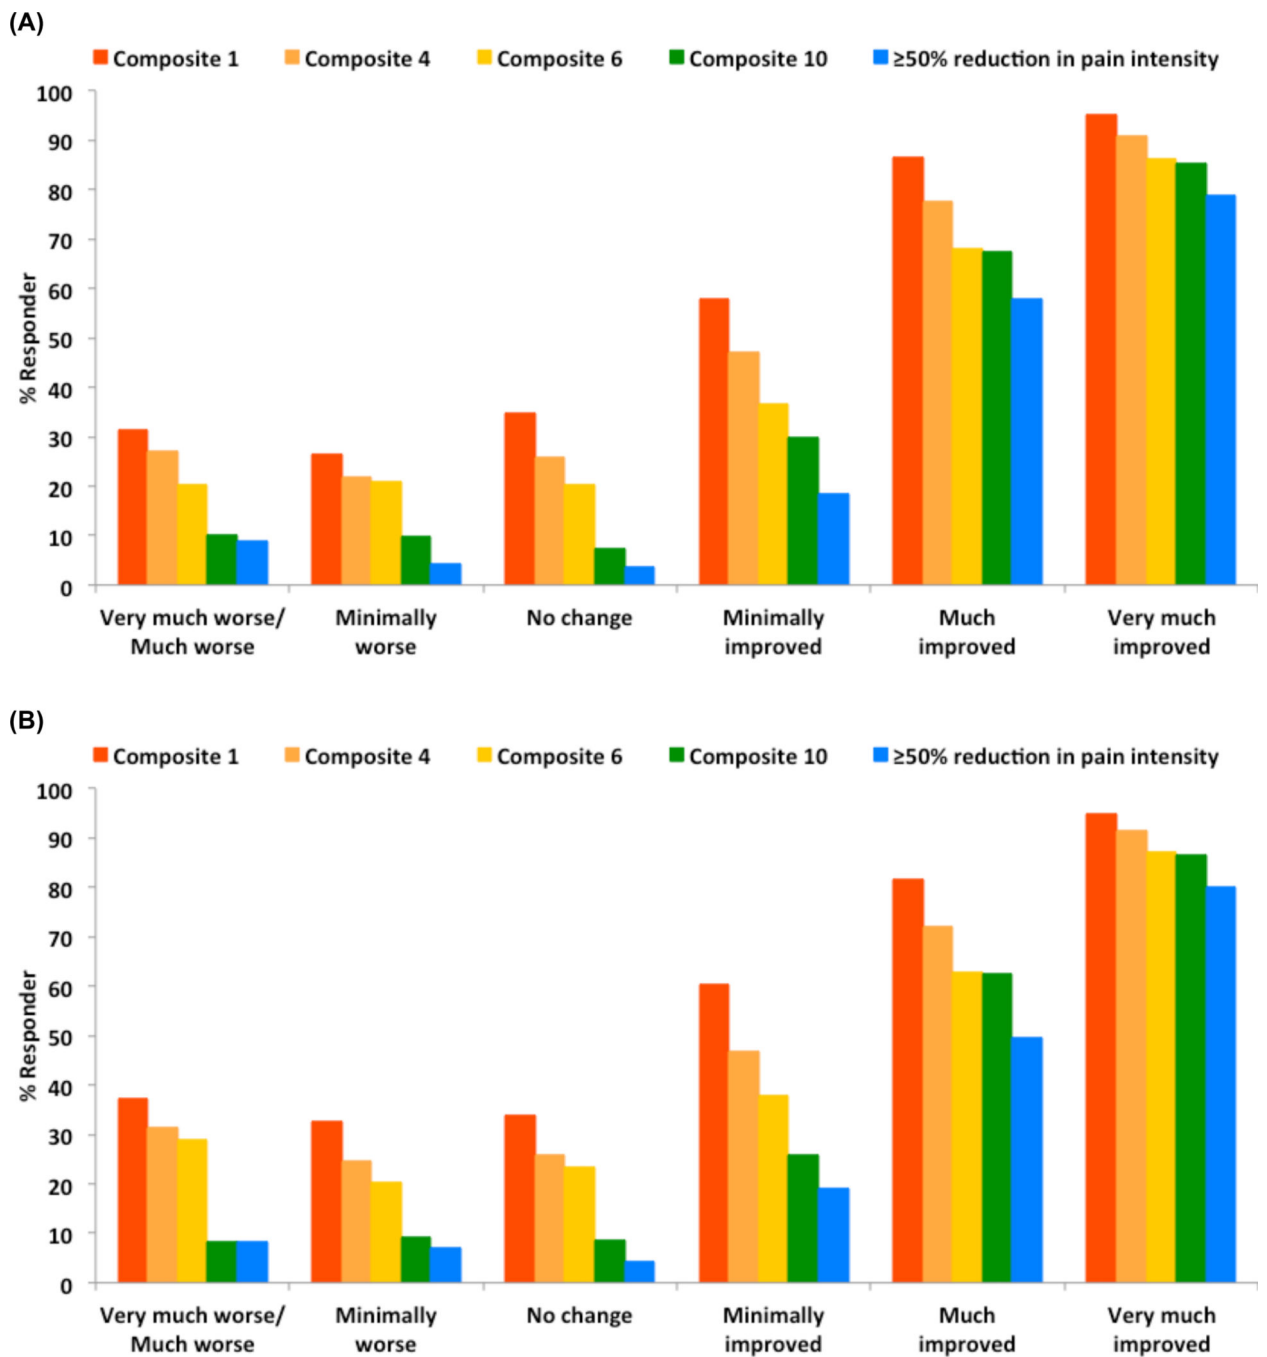 (A)
Composite 1 Composite 4 Composite 6 Composite 10 ≥50% reduction in pain intensity
100
90
80
70
60
50
40
30
20
10
0
% Responder
Very much worse/ Minimally No change Minimally Much Very much
Much worse worse improved improved improved
(B)
Composite 1 Composite 4 Composite 6 Composite 10 ≥50% reduction in pain intensity
100
90
80
70
60
50
40
30
20
10
0
% Responder
Very much worse/ Minimally No change Minimally Much Very much
Much worse worse improved improved improved